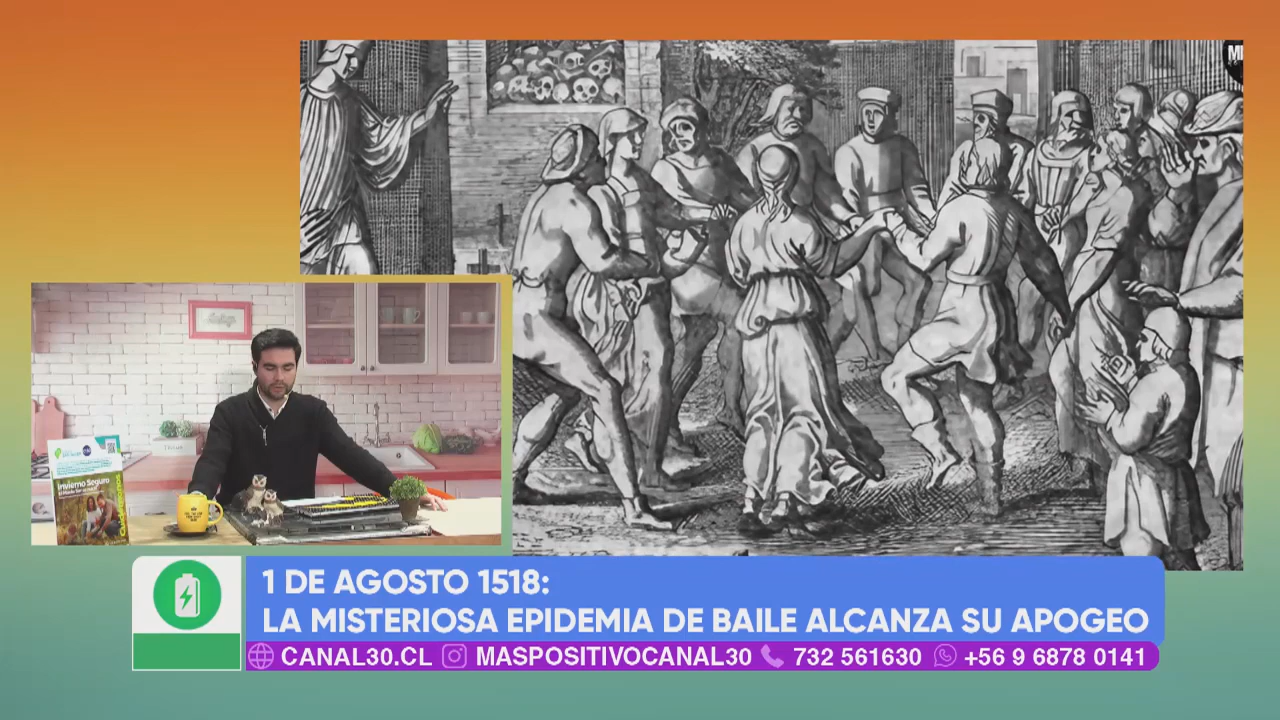 MI
Invierno Seguro
1 DE AGOSTO 1518:
LA MISTERIOSA EPIDEMIA DE BAILE ALCANZA SU APOGEO
CANAL30.CL MASPOSITIVOCANAL30 732 561630 +56 9 6878 0141